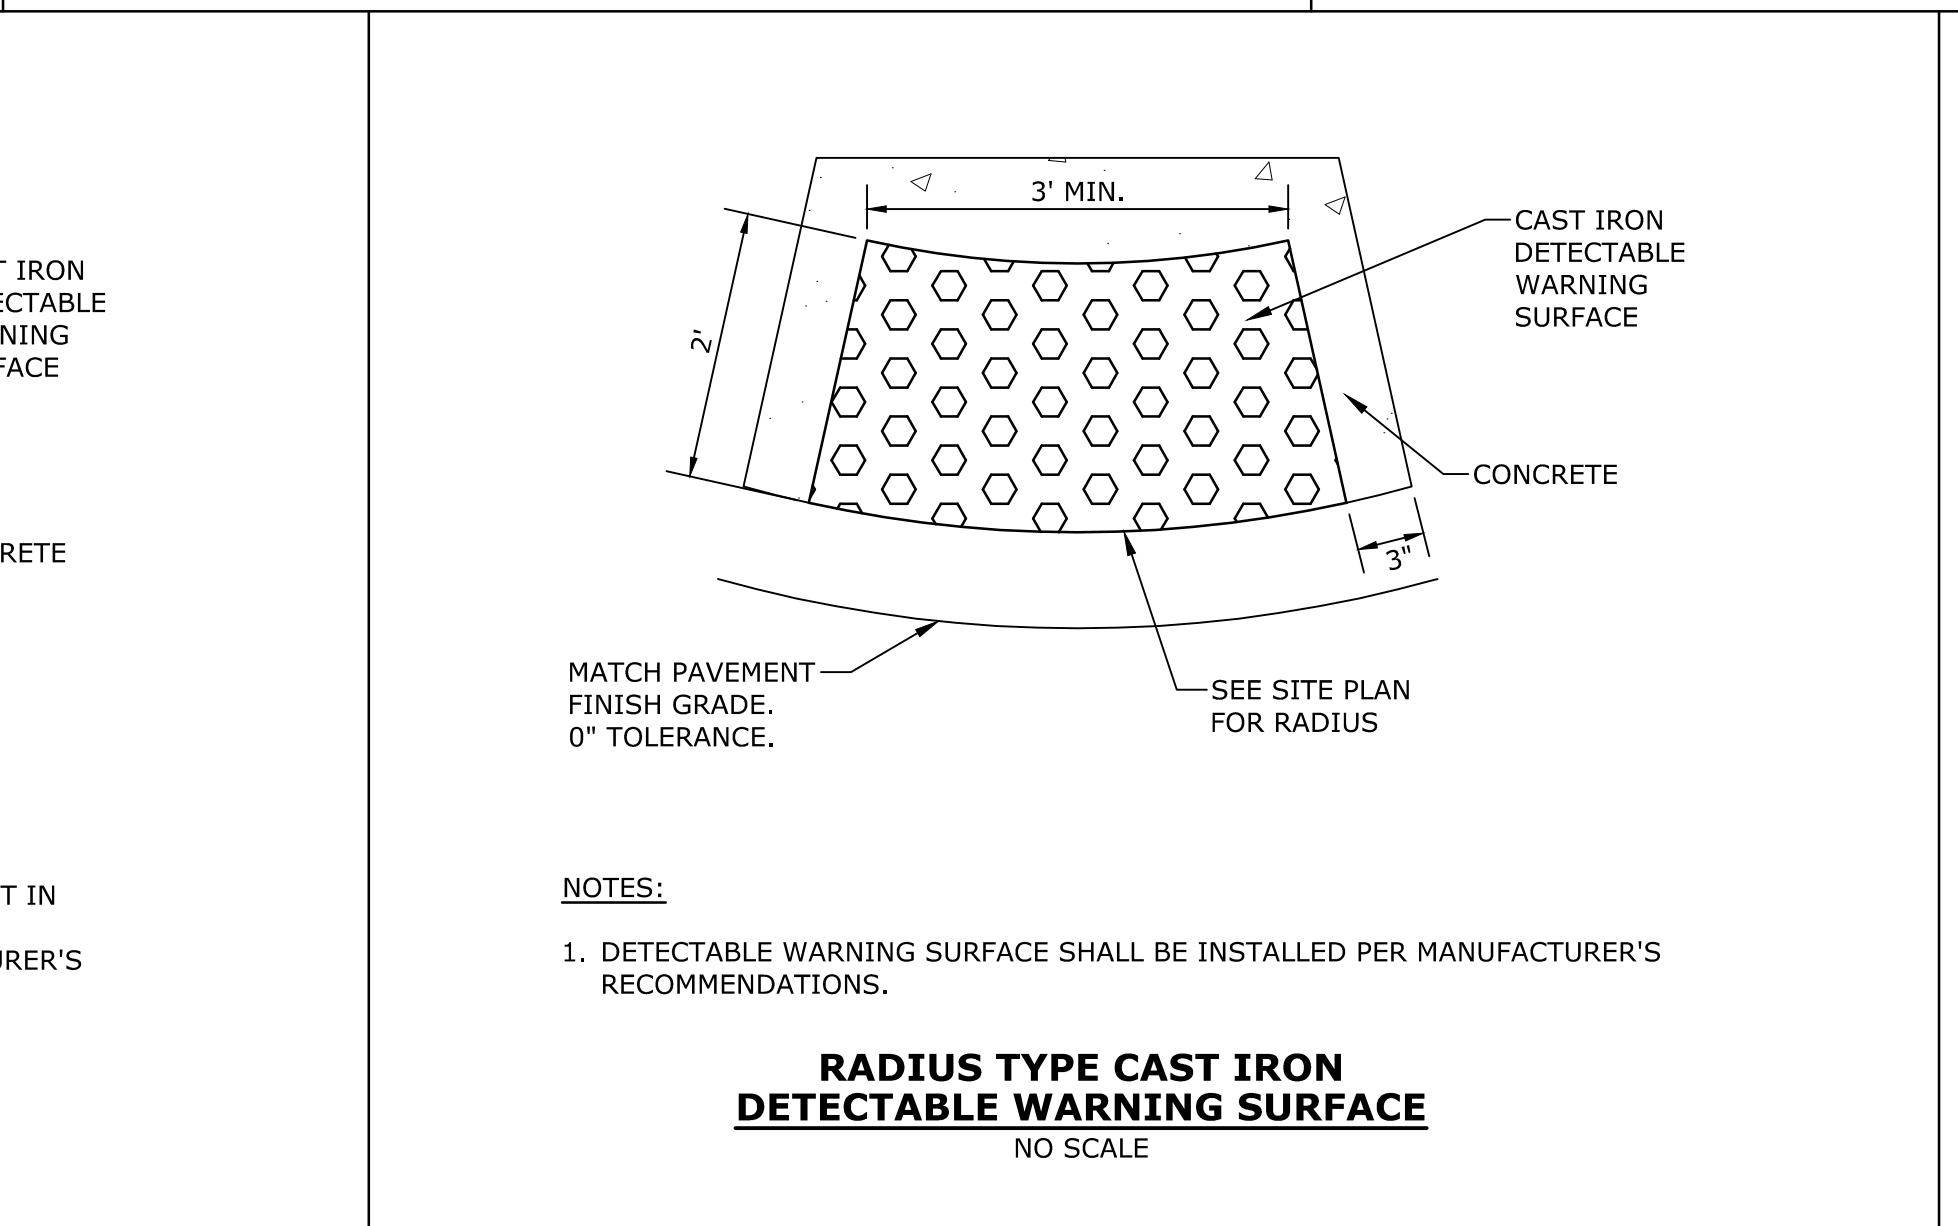 T IRON
ECTABLE
NING
FACE
RETE
T IN
URER'S
3' MIN.
2'
CAST IRON
DETECTABLE
WARNING
SURFACE
CONCRETE
3"
MATCH PAVEMENT
FINISH GRADE.
0" TOLERANCE.
SEE SITE PLAN
FOR RADIUS
NOTES:
1. DETECTABLE WARNING SURFACE SHALL BE INSTALLED PER MANUFACTURER'S
RECOMMENDATIONS.
RADIUS TYPE CAST IRON
DETECTABLE WARNING SURFACE
NO SCALE